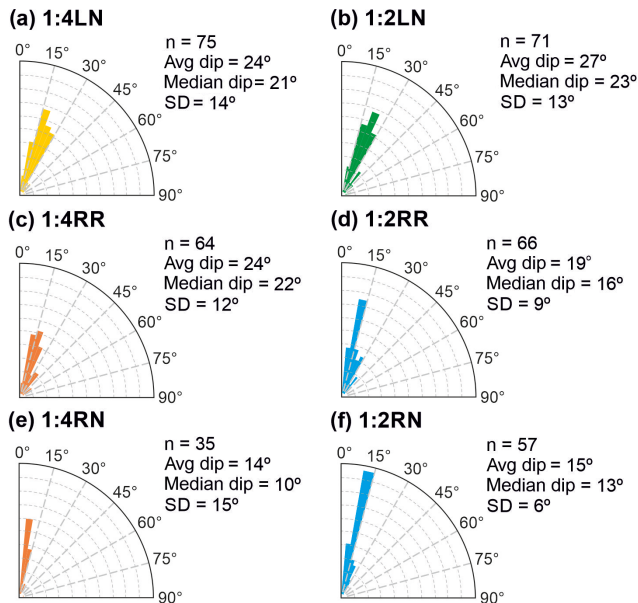 (a) 1:4LN
0°
15°
30°
45°
60°
75°
90°
n = 75
Avg dip = 24º
Median dip= 21º
SD = 14º
(b) 1:2LN
0°
15°
30°
45°
60°
75°
90°
n = 71
Avg dip = 27º
Median dip = 23º
SD = 13º
(c) 1:4RR
0°
15°
30°
45°
60°
75°
90°
n = 64
Avg dip = 24º
Median dip = 22º
SD = 12º
(d) 1:2RR
0°
15°
30°
45°
60°
75°
90°
n = 66
Avg dip = 19°
Median dip = 16º
SD = 9º
(e) 1:4RN
0°
15°
30°
45°
60°
75°
90°
n = 35
Avg dip = 14º
Median dip = 10º
SD = 15º
(f) 1:2RN
0°
15°
30°
45°
60°
75°
90°
n = 57
Avg dip = 15º
Median dip = 13º
SD = 6º